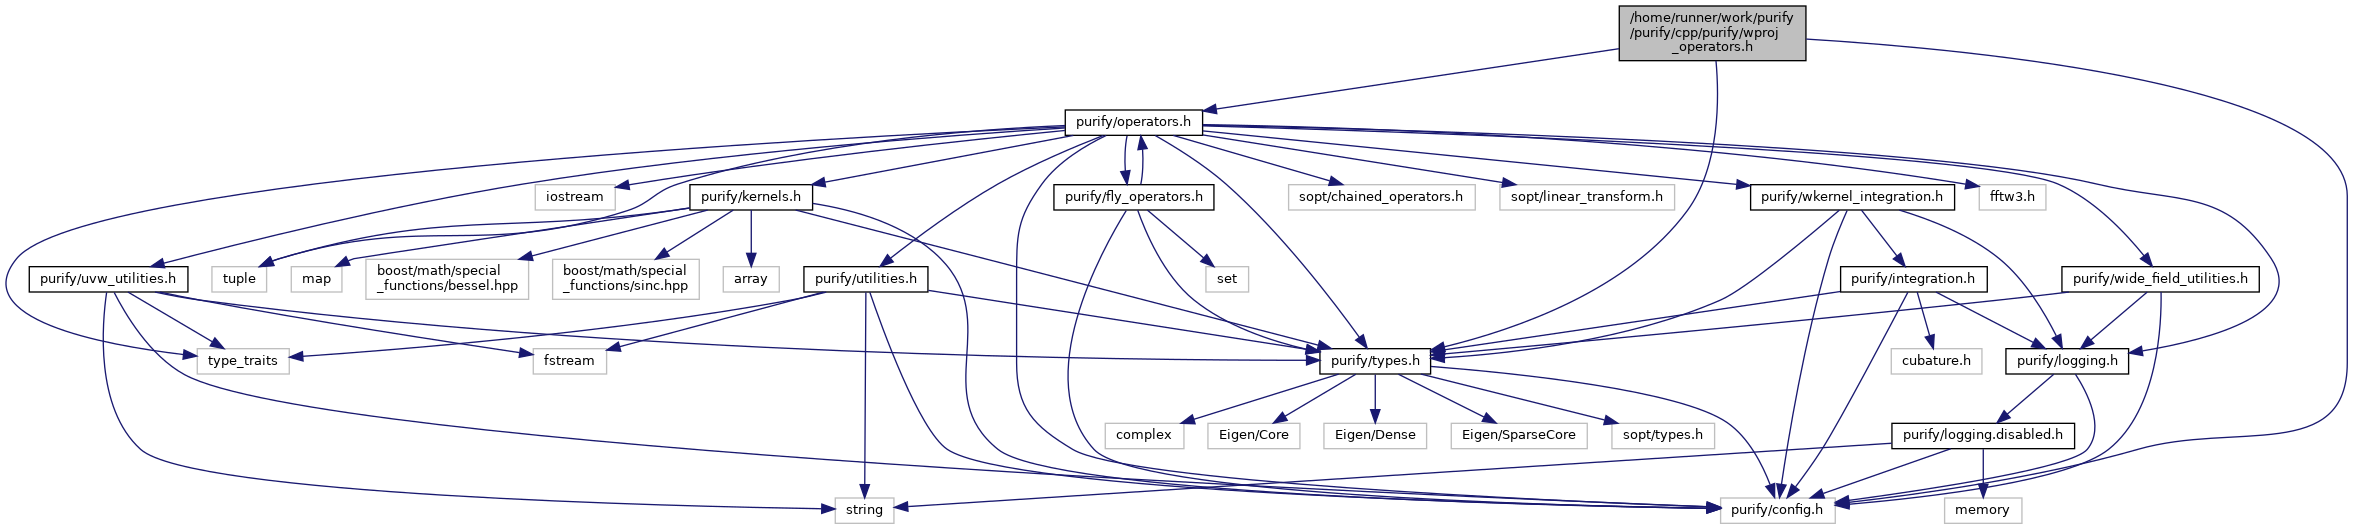 /home/runner/work/purify
/purify/cpp/purify/wproj
_operators.h
purify/operators.h
iostream
purify/kernels.h
purify/fly_operators.h
sopt/chained_operators.h
sopt/linear_transform.h
purify/wkernel_integration.h
fftw3.h
purify/uvw_utilities.h
tuple
map
boost/math/special
_functions/bessel.hpp
boost/math/special
_functions/sinc.hpp
array
purify/utilities.h
set
purify/integration.h
purify/wide_field_utilities.h
type_traits
fstream
purify/types.h
cubature.h
purify/logging.h
complex
Eigen/Core
Eigen/Dense
Eigen/SparseCore
sopt/types.h
purify/logging.disabled.h
string
purify/config.h
memory